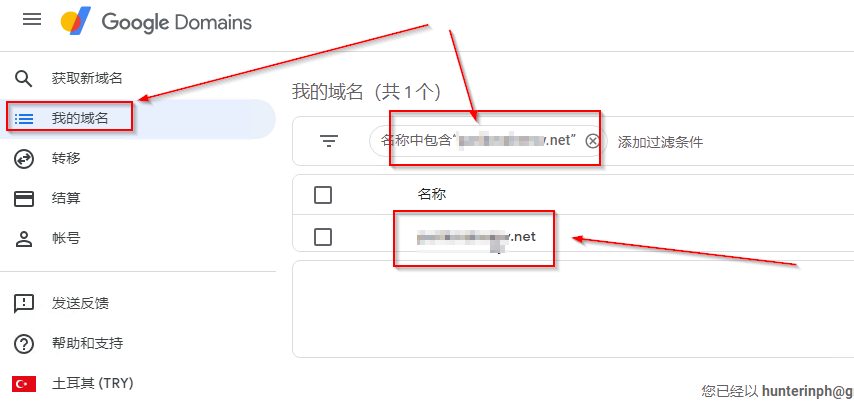 Google Domains
获取新域名
我的域名
转移
结算
帐号
发送反馈
帮助和支持
土耳其 (TRY)
我的域名（共 1 个）
名称中包含“.net” 添加过滤条件
名称
.net
您已经以 hunterinph@g